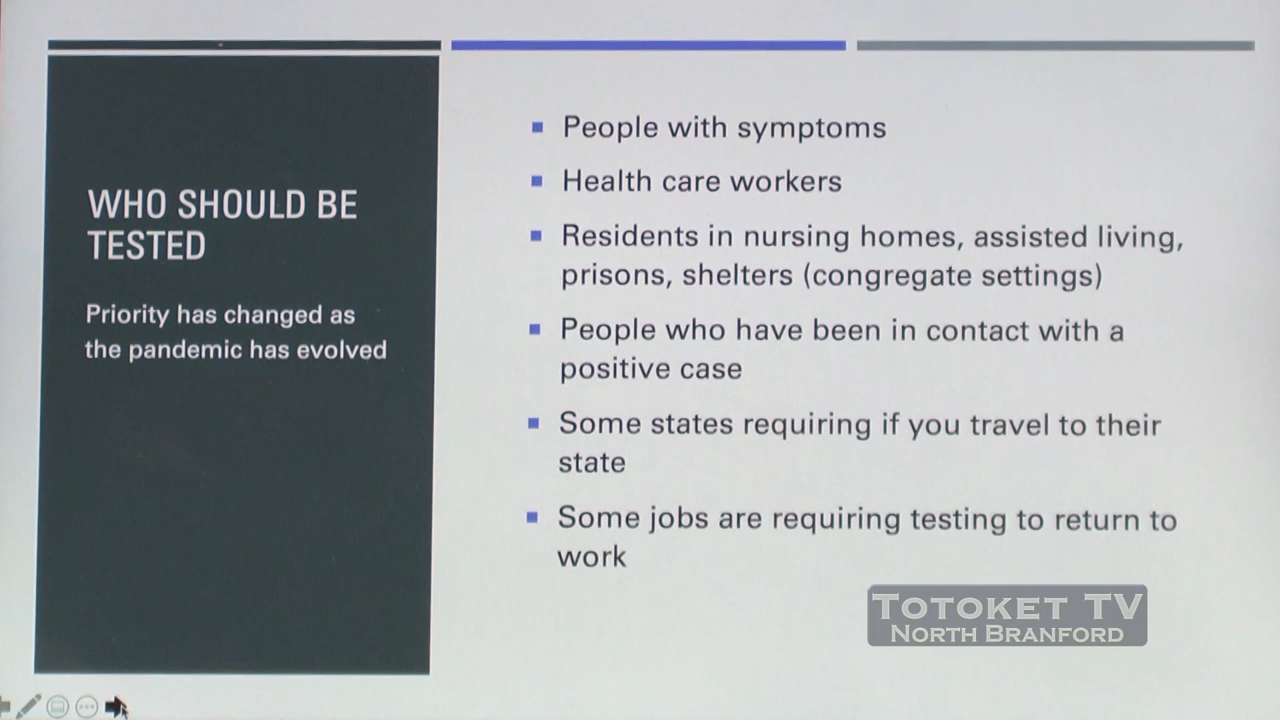 WHO SHOULD BE
TESTED
Priority has changed as
the pandemic has evolved
People with symptoms
Health care workers
Residents in nursing homes, assisted living,
prisons, shelters (congregate settings)
People who have been in contact with a
positive case
Some states requiring if you travel to their
state
Some jobs are requiring testing to return to
work
TOTOKET TV
NORTH BRANFORD